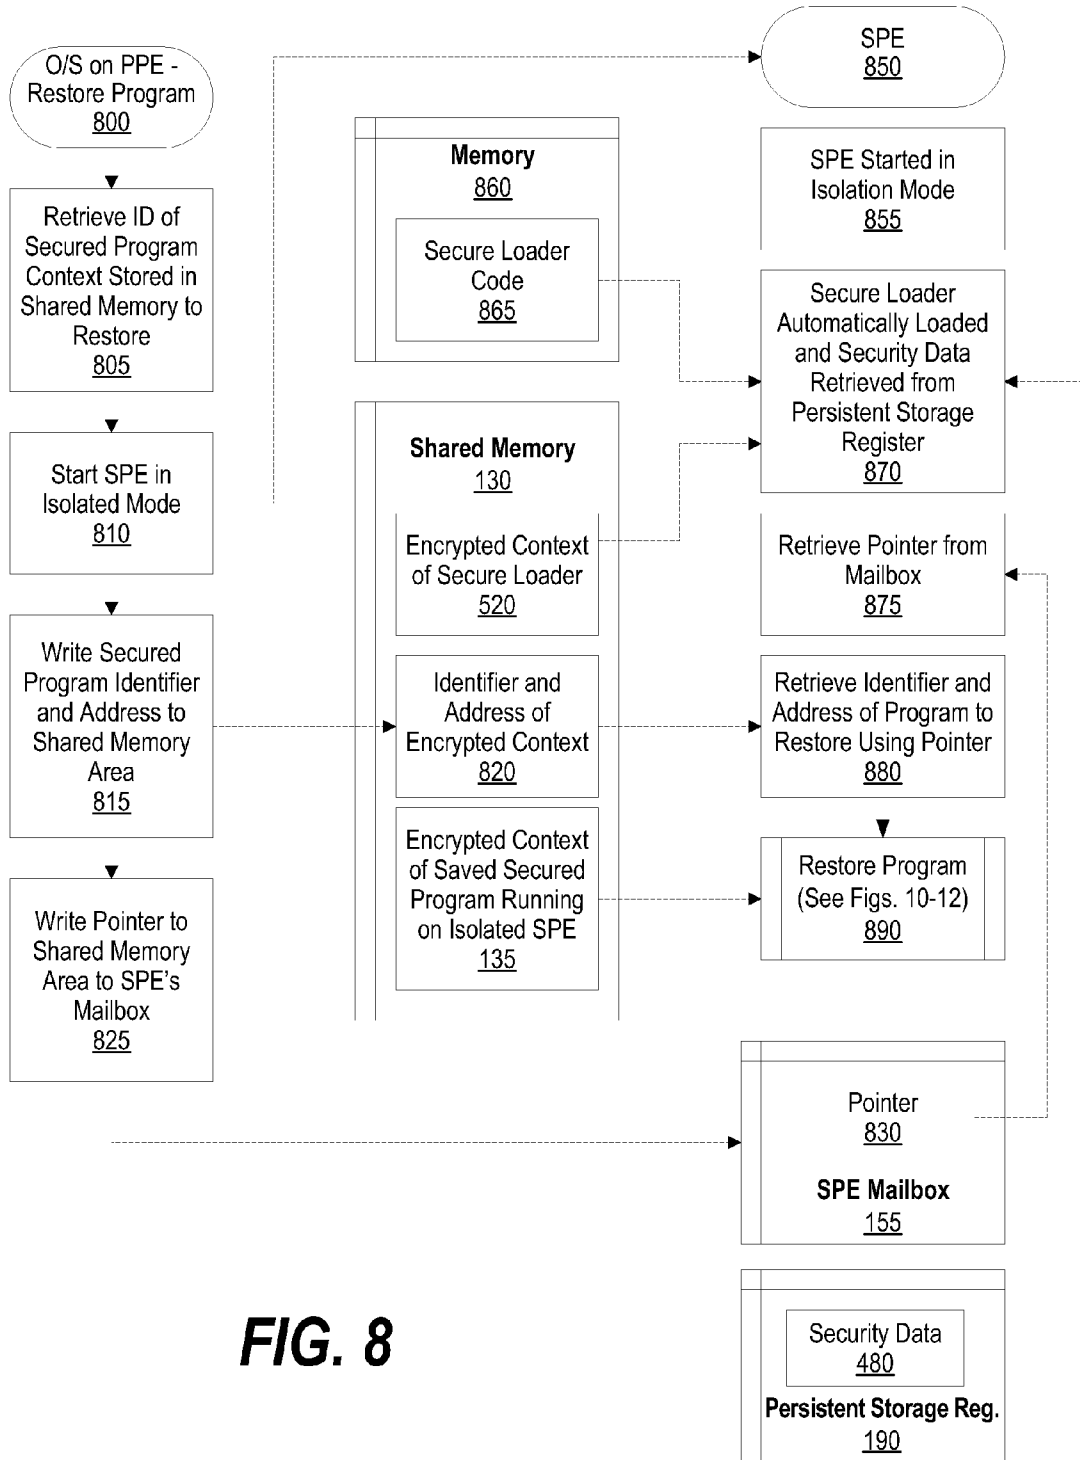 O/S on PPE -
Restore Program
800
Retrieve ID of
Secured Program
Context Stored in
Shared Memory to
Restore
805
Start SPE in
Isolated Mode
810
Write Secured
Program Identifier
and Address to
Shared Memory
Area
815
Write Pointer to
Shared Memory
Area to SPE's
Mailbox
825
Memory
860
Secure Loader
Code
865
Shared Memory
130
Encrypted Context
of Secure Loader
520
Identifier and
Address of
Encrypted Context
820
Encrypted Context
of Saved Secured
Program Running
on Isolated SPE
135
SPE
850
SPE Started in
Isolation Mode
855
Secure Loader
Automatically Loaded
and Security Data
Retrieved from
Persistent Storage
Register
870
Retrieve Pointer from
Mailbox
875
Retrieve Identifier and
Address of Program to
Restore Using Pointer
880
Restore Program
(See Figs. 10-12)
890
Pointer
830
SPE Mailbox
155
Security Data
480
Persistent Storage Reg.
190
FIG. 8